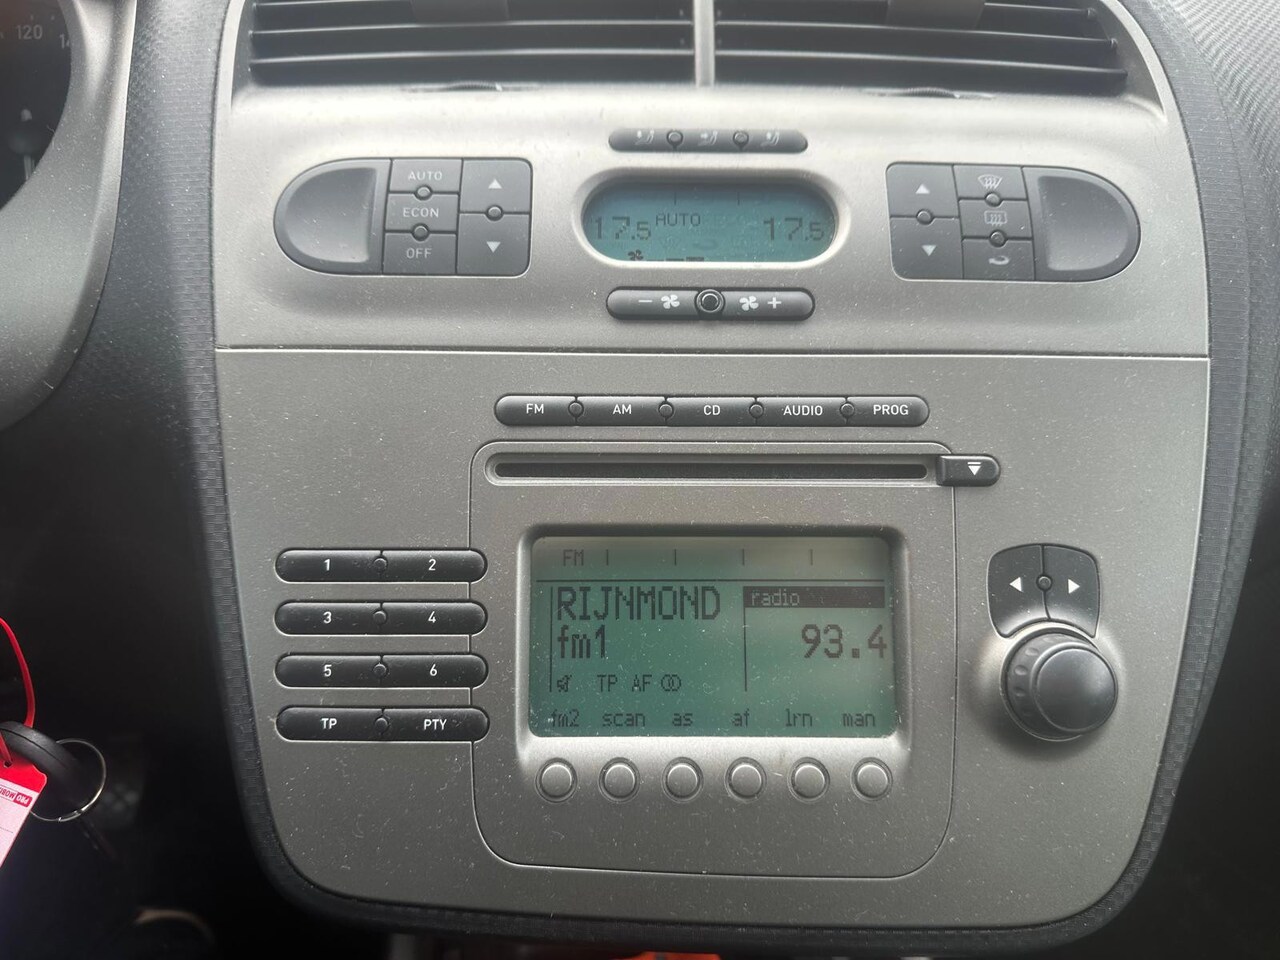 120
AUTO
ECON
OFF
17.5 AUTO 17.5
− +
FM AM CD AUDIO PROG
1 2
3 4
5 6
TP PTY
FM
RIJNMOND radio
fm1 93.4
TP AF
fm2 scan as af lrn man